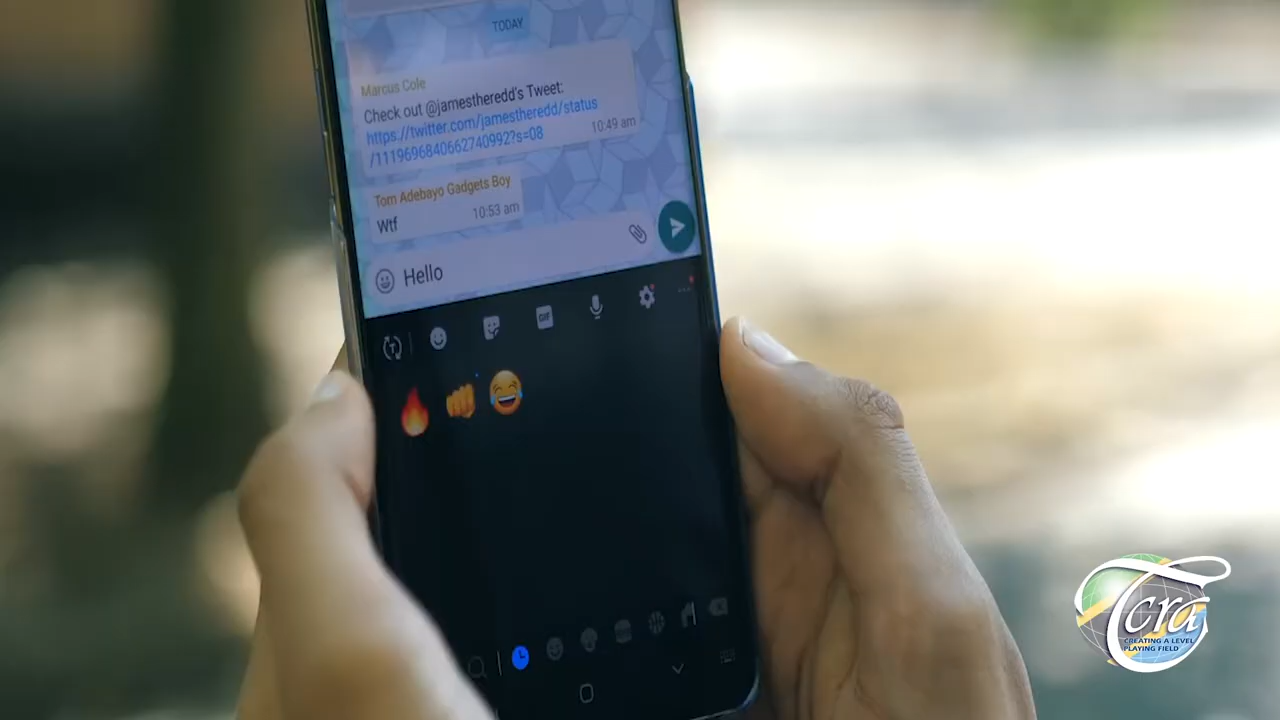 TODAY
Marcus Cole
Check out @jamestheredd's Tweet:
https://twitter.com/jamestheredd/status
/1119696840662740992?s=08
10:49 am
Tom Adebayo Gadgets Boy
Wtf
10:53 am
Hello
GIF
Tcra
CREATING A LEVEL
PLAYING FIELD